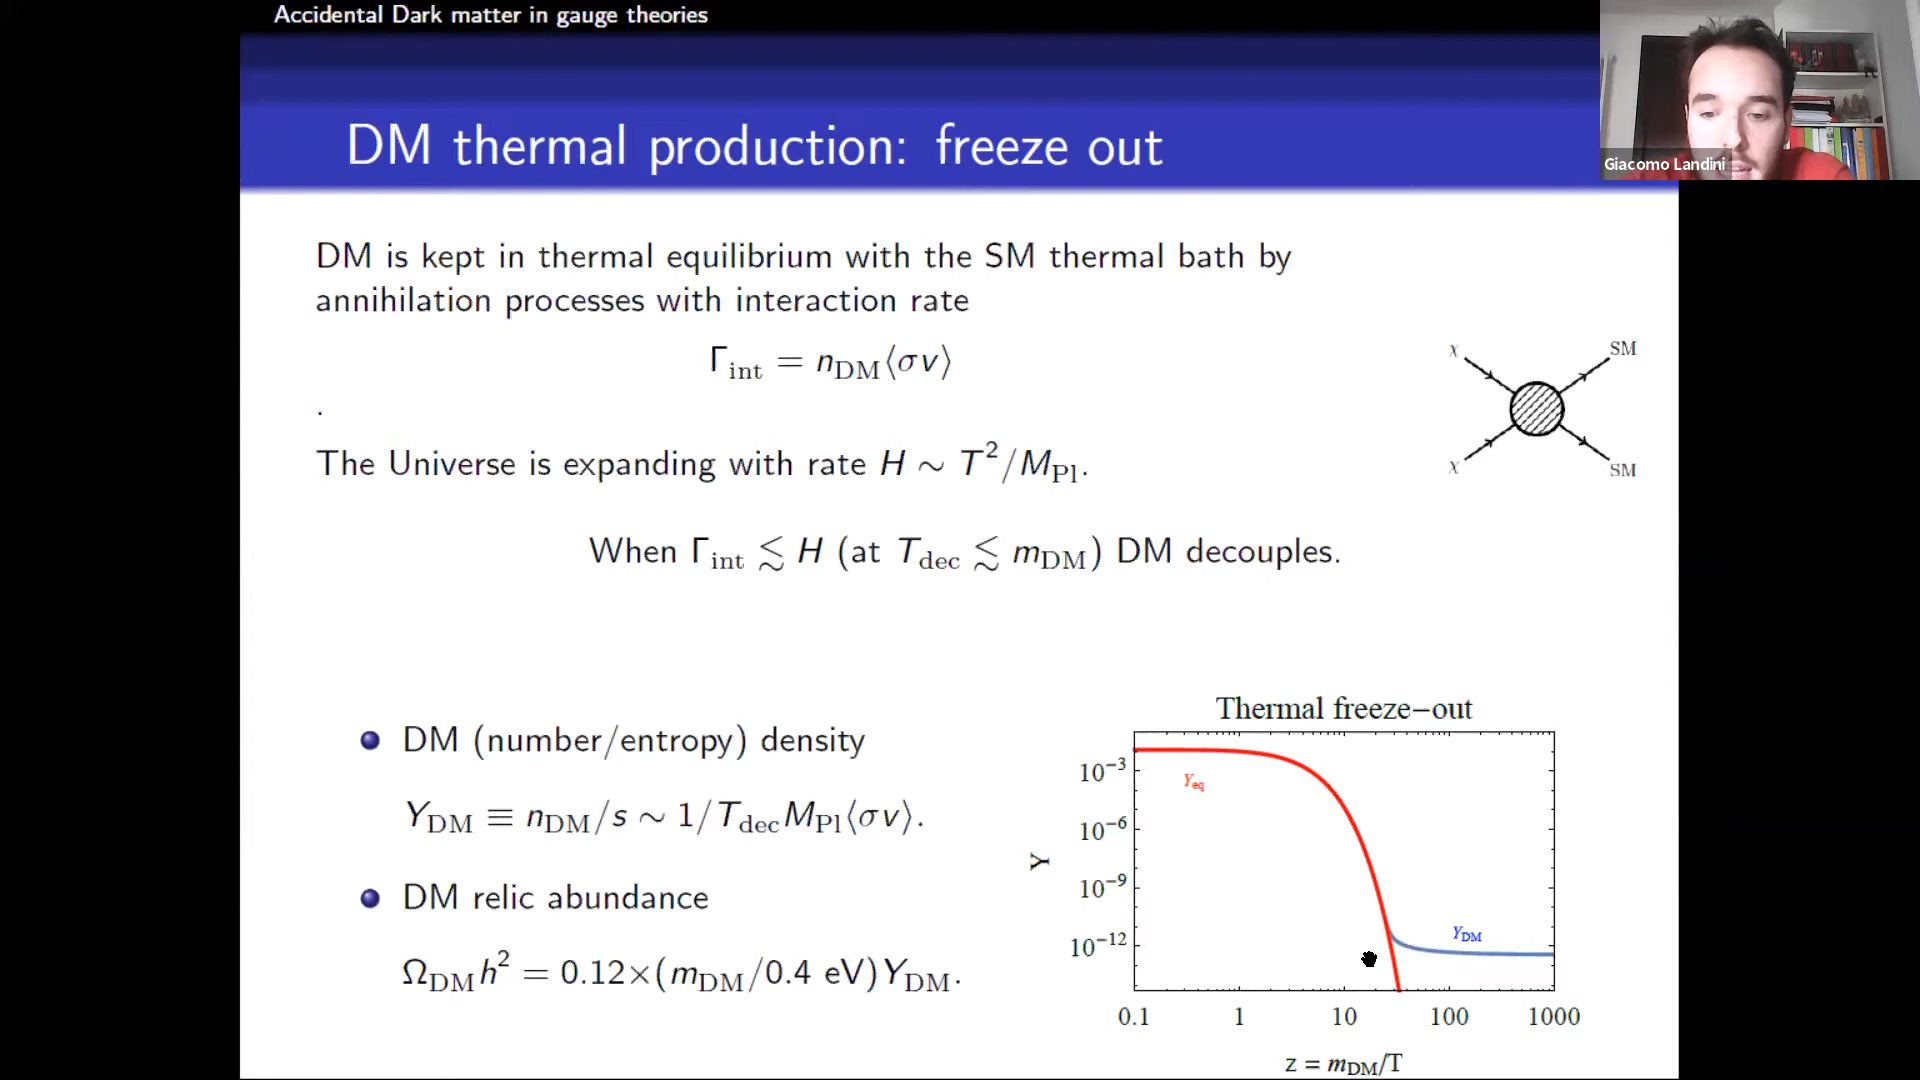 Accidental Dark matter in gauge theories
Giacomo Landini
DM thermal production: freeze out
DM is kept in thermal equilibrium with the SM thermal bath by
annihilation processes with interaction rate
Γint = nDM⟨σv⟩
.
χ SM
χ SM
The Universe is expanding with rate H ∼ T²/MPl.
When Γint ≲ H (at Tdec ≲ mDM) DM decouples.
DM (number/entropy) density
YDM ≡ nDM/s ∼ 1/TdecMPl⟨σv⟩.
DM relic abundance
ΩDMh² = 0.12×(mDM/0.4 eV)YDM.
Thermal freeze−out
10⁻³
10⁻⁶
10⁻⁹
10⁻¹²
Y
Yeq
YDM
0.1 1 10 100 1000
z = mDM/T